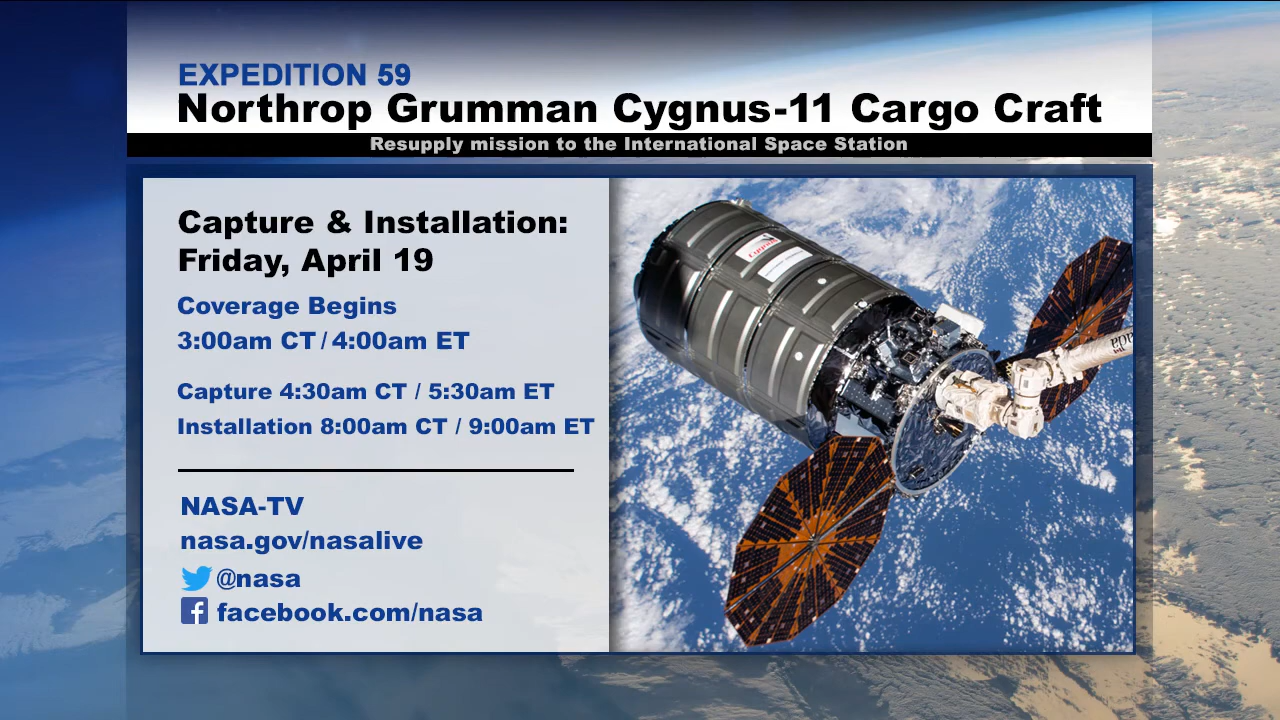 EXPEDITION 59
Northrop Grumman Cygnus-11 Cargo Craft
Resupply mission to the International Space Station
Capture & Installation:
Friday, April 19
Coverage Begins
3:00am CT / 4:00am ET
Capture 4:30am CT / 5:30am ET
Installation 8:00am CT / 9:00am ET
NASA-TV
nasa.gov/nasalive
@nasa
facebook.com/nasa